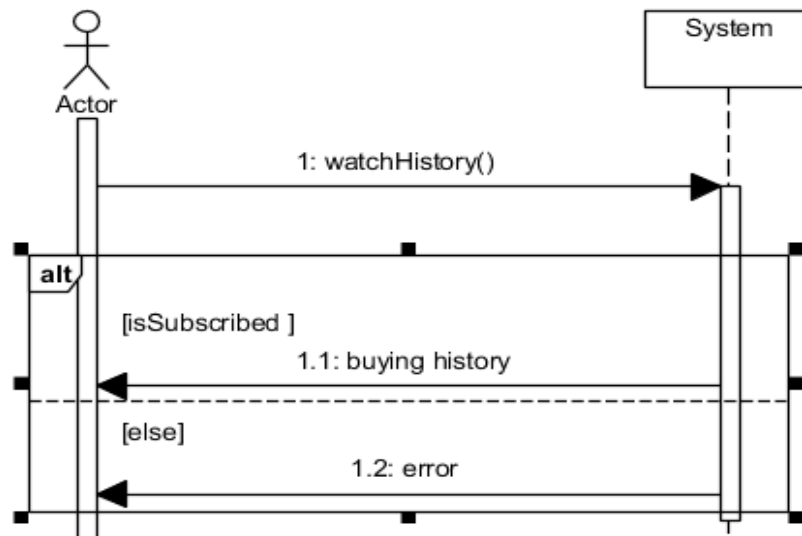 System
Actor
1: watchHistory()
alt
[isSubscribed ]
1.1: buying history
[else]
1.2: error